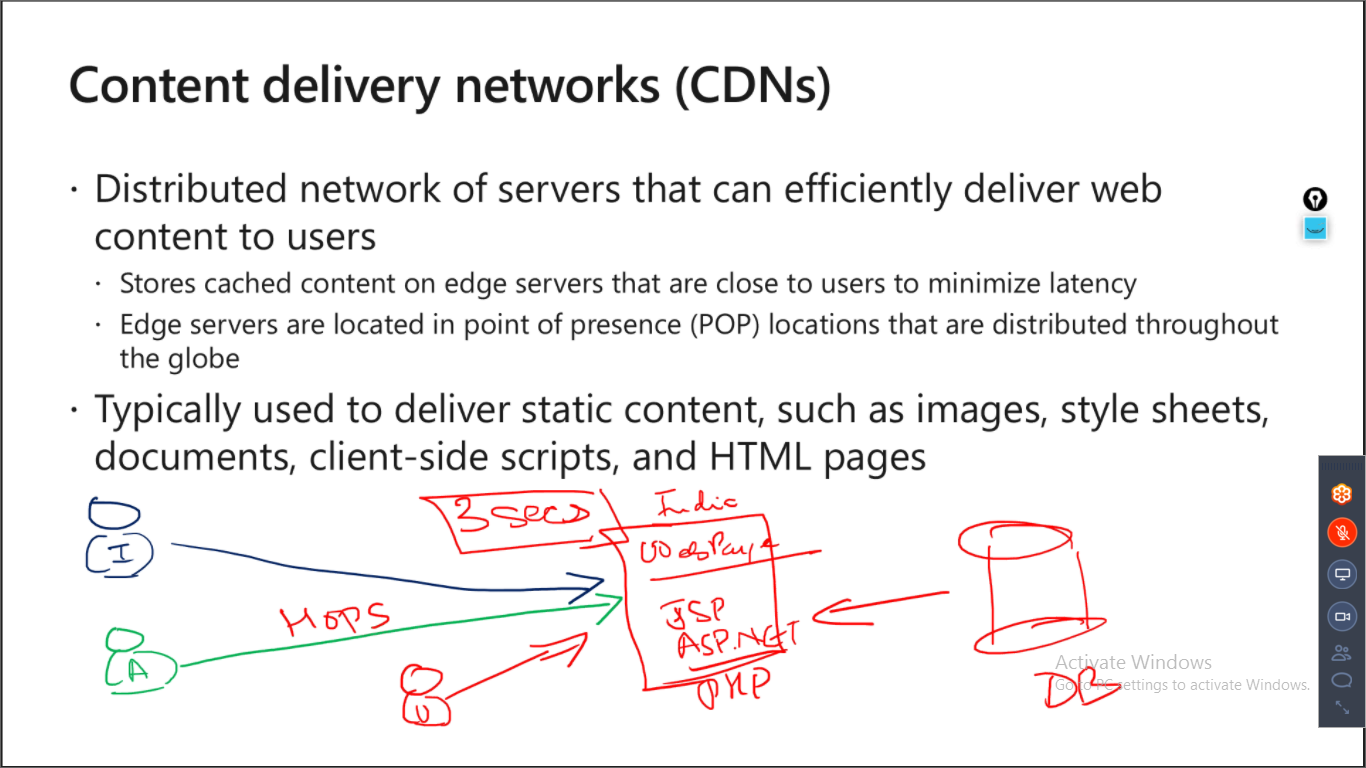 Content delivery networks (CDNs)
· Distributed network of servers that can efficiently deliver web
content to users
· Stores cached content on edge servers that are close to users to minimize latency
· Edge servers are located in point of presence (POP) locations that are distributed throughout
the globe
· Typically used to deliver static content, such as images, style sheets,
documents, client-side scripts, and HTML pages
3 secs
India
I
HOPS
JSP
ASP.NET
A
PHP
U
DB
Activate Windows
Go to PC settings to activate Windows.